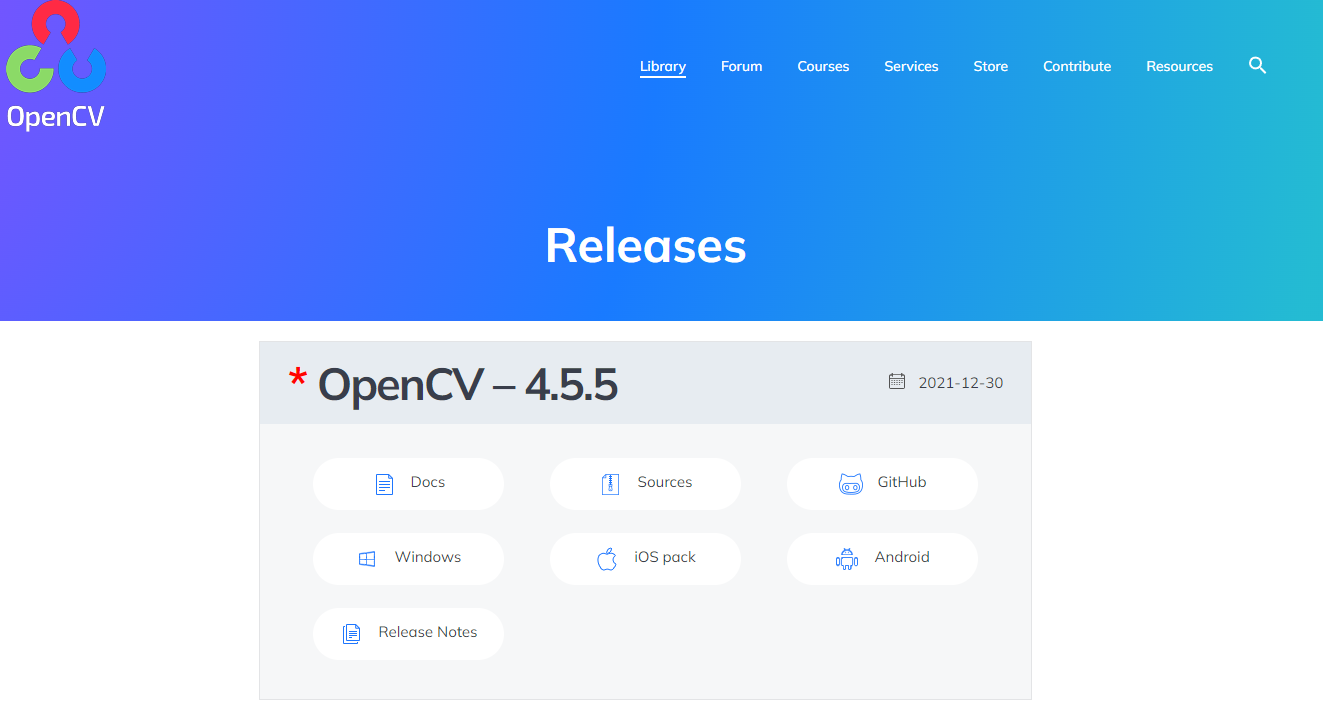 OpenCV
Library Forum Courses Services Store Contribute Resources
Releases
* OpenCV – 4.5.5
2021-12-30
Docs Sources GitHub
Windows iOS pack Android
Release Notes